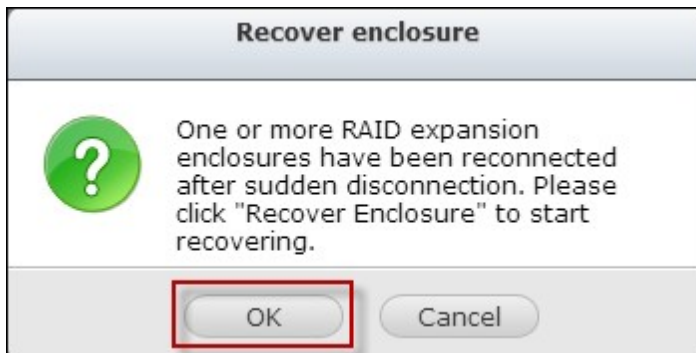 Recover enclosure
One or more RAID expansion
enclosures have been reconnected
after sudden disconnection. Please
click "Recover Enclosure" to start
recovering.
OK
Cancel